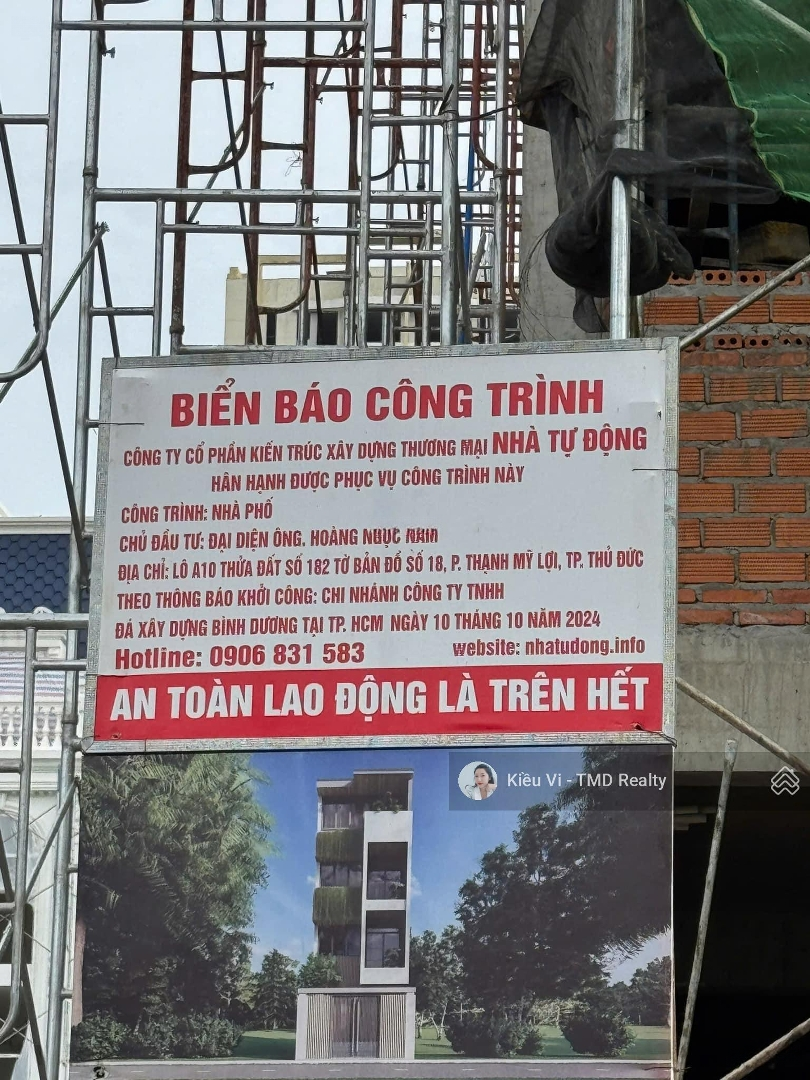 BIỂN BÁO CÔNG TRÌNH
CÔNG TY CỔ PHẦN KIẾN TRÚC XÂY DỰNG THƯƠNG MẠI NHÀ TỰ ĐỘNG
HÂN HẠNH ĐƯỢC PHỤC VỤ CÔNG TRÌNH NÀY
CÔNG TRÌNH: NHÀ PHỐ
CHỦ ĐẦU TƯ: ĐẠI DIỆN ÔNG. HOÀNG
ĐỊA CHỈ: LÔ A10 THỬA ĐẤT SỐ 182 TỜ BẢN ĐỒ SỐ 18, P. THẠNH MỸ LỢI, TP. THỦ ĐỨC
THEO THÔNG BÁO KHỞI CÔNG: CHI NHÁNH CÔNG TY TNHH
ĐÁ XÂY DỰNG BÌNH DƯƠNG TẠI TP. HCM NGÀY 10 THÁNG 10 NĂM 2024
Hotline: 0906 831 583 website: nhatudong.info
AN TOÀN LAO ĐỘNG LÀ TRÊN HẾT
Kiều Vi - TMD Realty